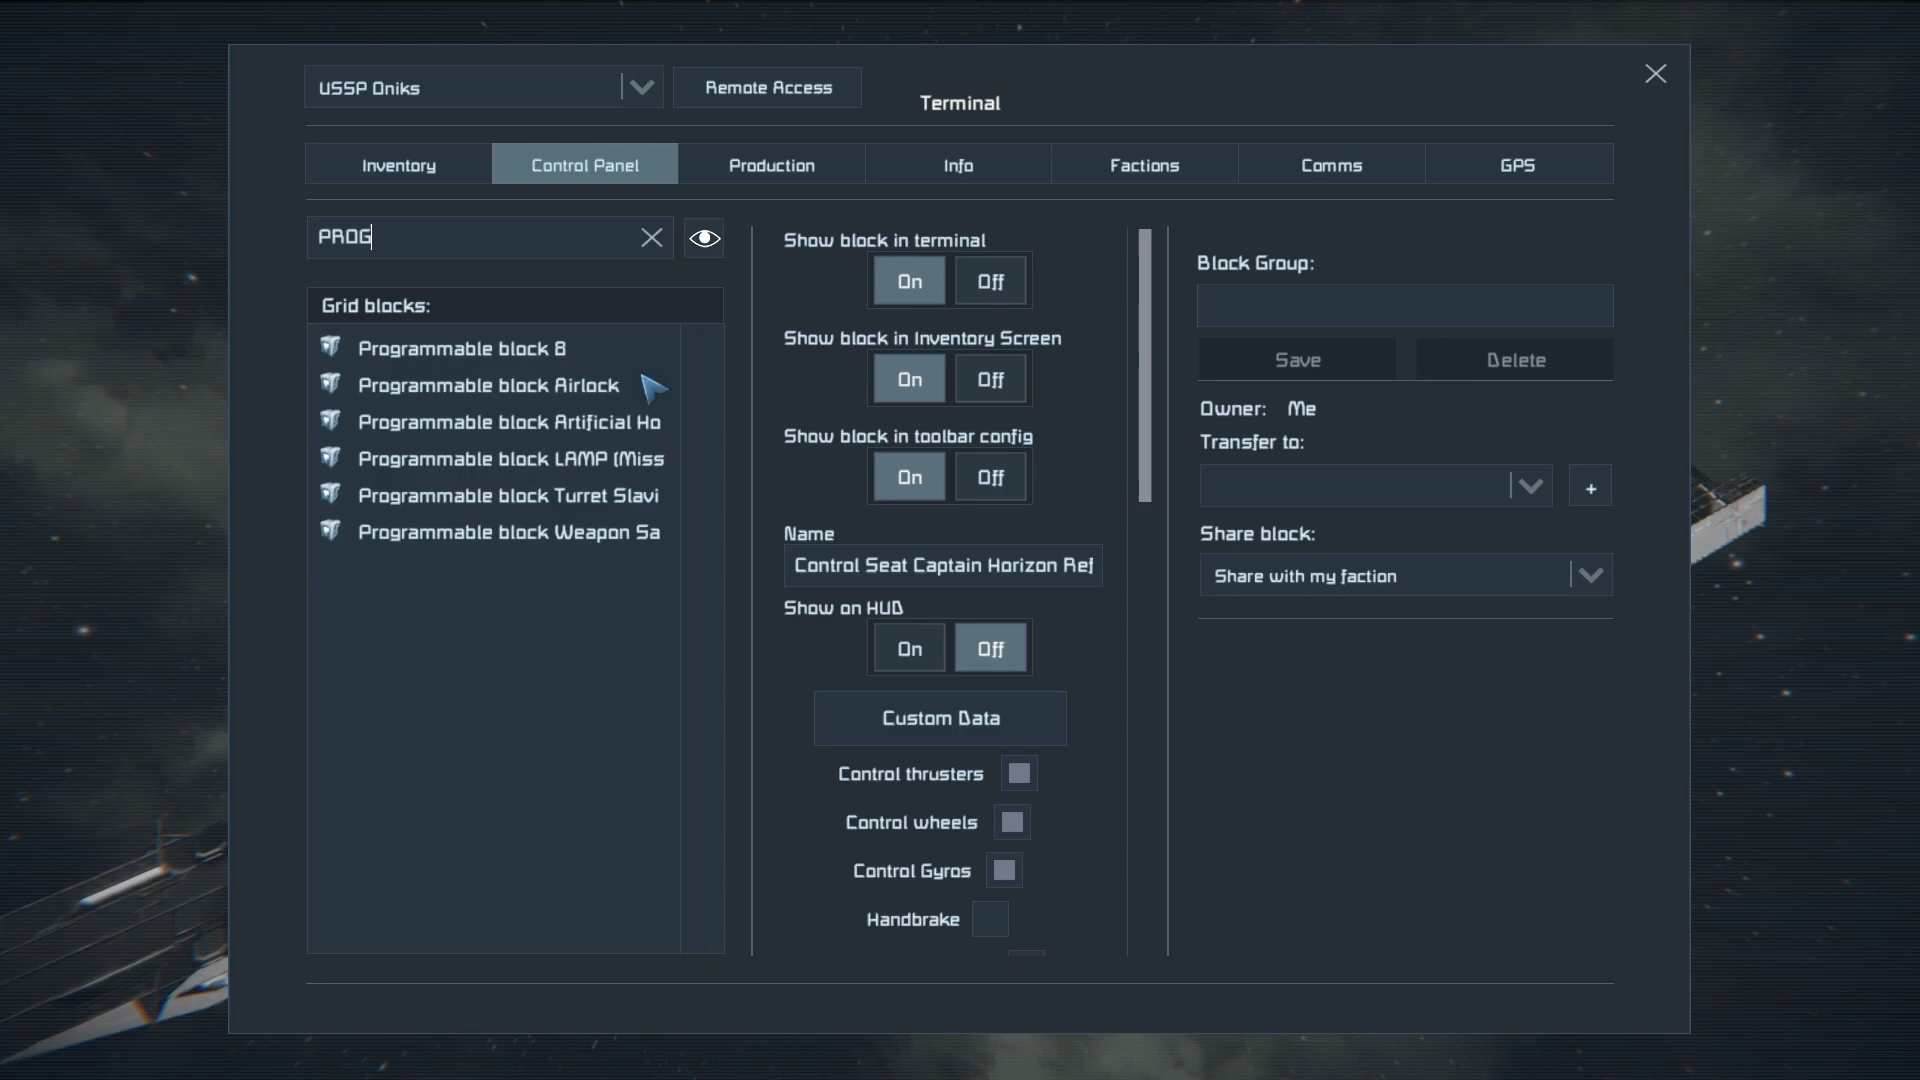 USSP Oniks
Remote Access
Terminal
Inventory
Control Panel
Production
Info
Factions
Comms
GPS
PROG
Grid blocks:
Programmable block 8
Programmable block Airlock
Programmable block Artificial Ho
Programmable block LAMP (Miss
Programmable block Turret Slavi
Programmable block Weapon Sa
Show block in terminal
On Off
Show block in Inventory Screen
On Off
Show block in toolbar config
On Off
Name
Control Seat Captain Horizon Ref
Show on HUD
On Off
Custom Data
Control thrusters
Control wheels
Control Gyros
Handbrake
Block Group:
Save Delete
Owner: Me
Transfer to:
+
Share block:
Share with my faction